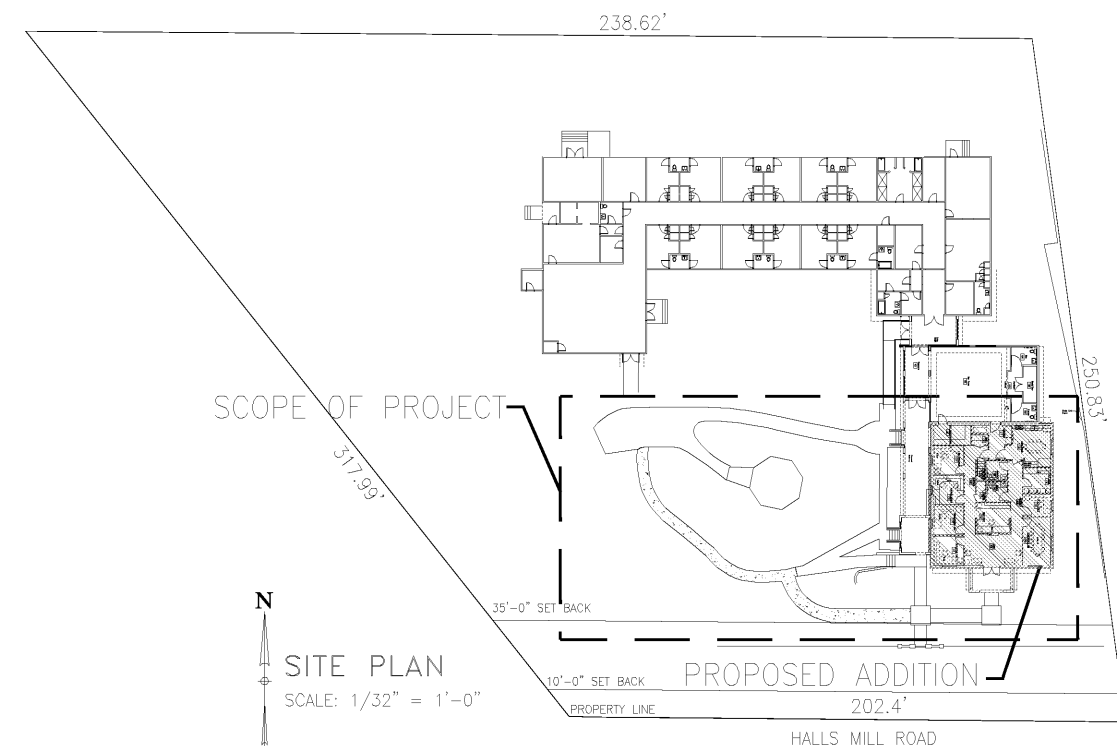 238.62'
250.83'
SCOPE OF PROJECT
317.99'
35'-0" SET BACK
N
SITE PLAN
SCALE: 1/32" = 1'-0"
PROPOSED ADDITION
10'-0" SET BACK
PROPERTY LINE
202.4'
HALLS MILL ROAD